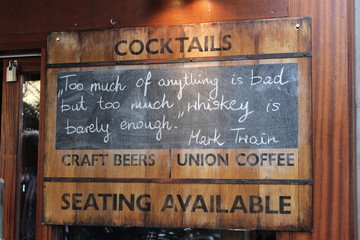 COCKTAILS
„Too much of anything is bad
but too much whiskey is
barely enough."
Mark Twain
CRAFT BEERS UNION COFFEE
SEATING AVAILABLE